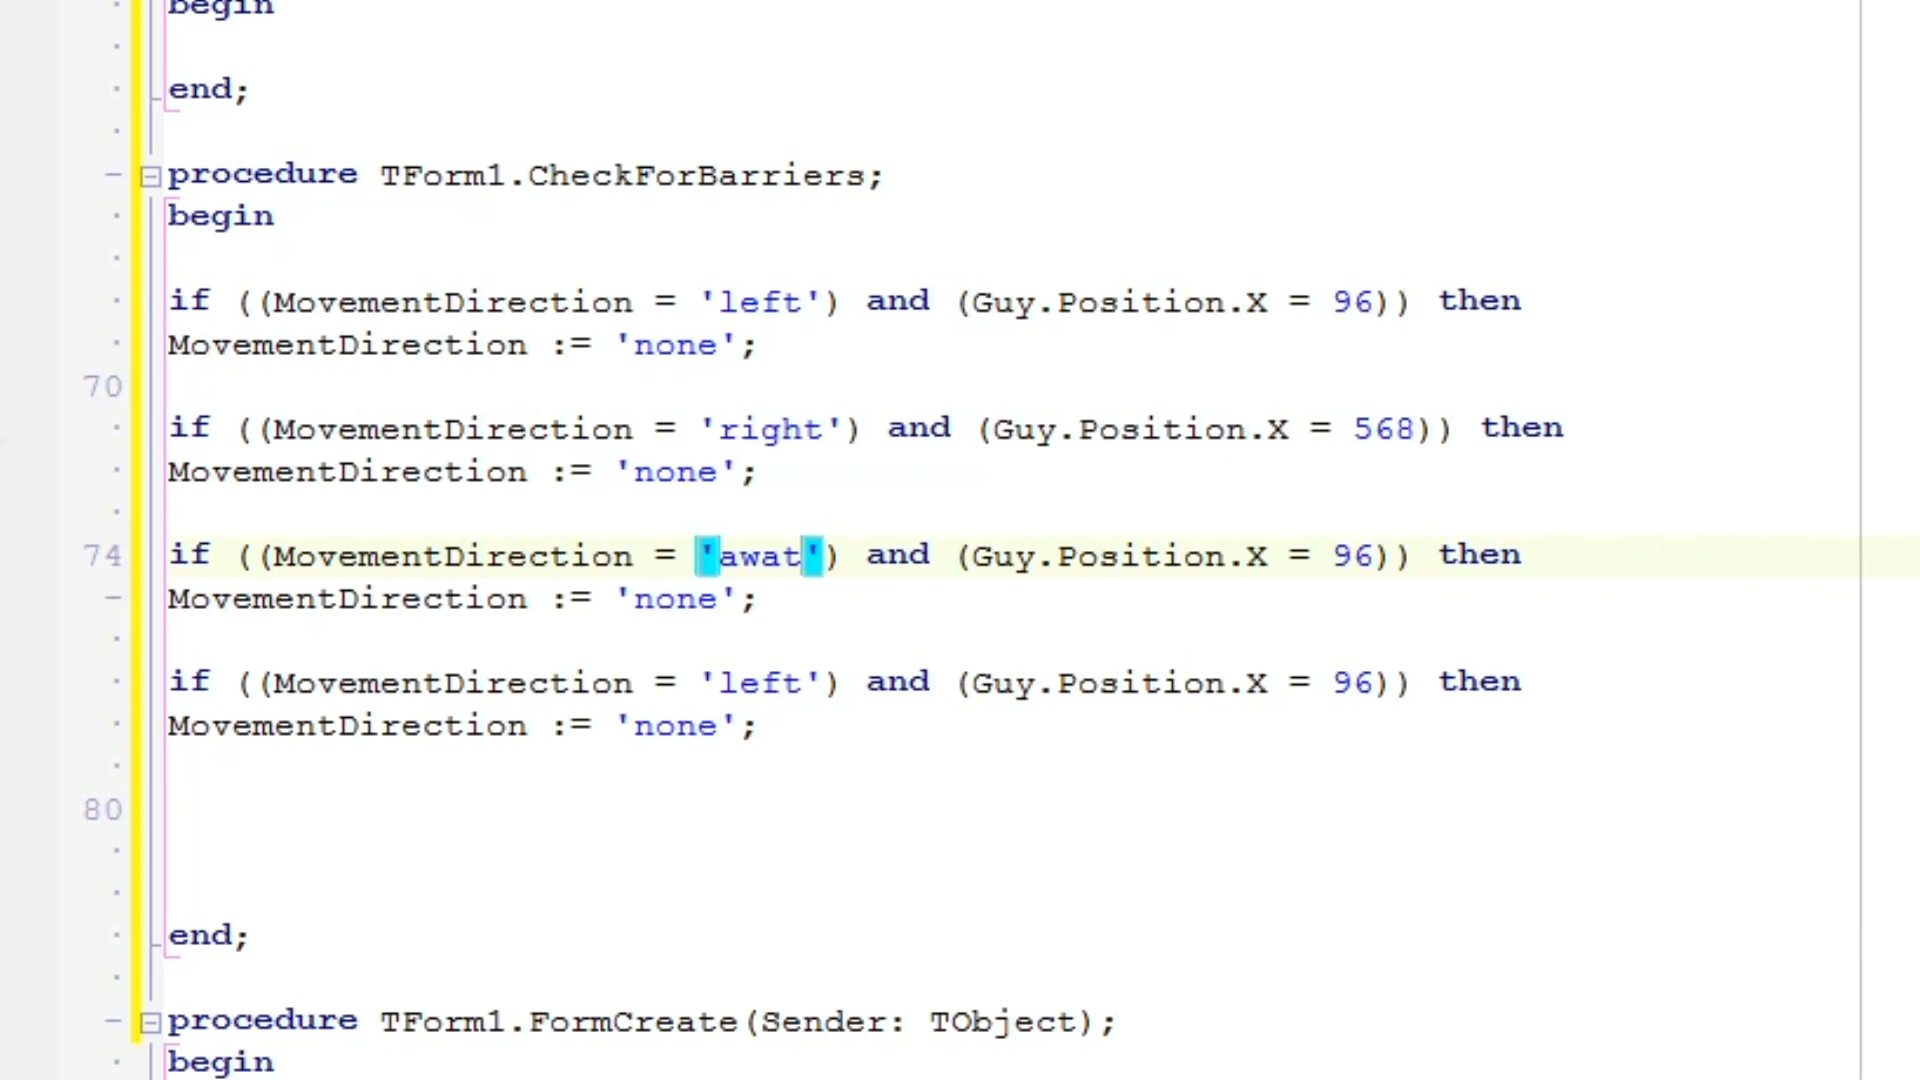 begin
end;
procedure TForm1.CheckForBarriers;
begin
if ((MovementDirection = 'left') and (Guy.Position.X = 96)) then
MovementDirection := 'none';
70
if ((MovementDirection = 'right') and (Guy.Position.X = 568)) then
MovementDirection := 'none';
74 if ((MovementDirection = 'awat') and (Guy.Position.X = 96)) then
MovementDirection := 'none';
if ((MovementDirection = 'left') and (Guy.Position.X = 96)) then
MovementDirection := 'none';
80
end;
procedure TForm1.FormCreate(Sender: TObject);
begin